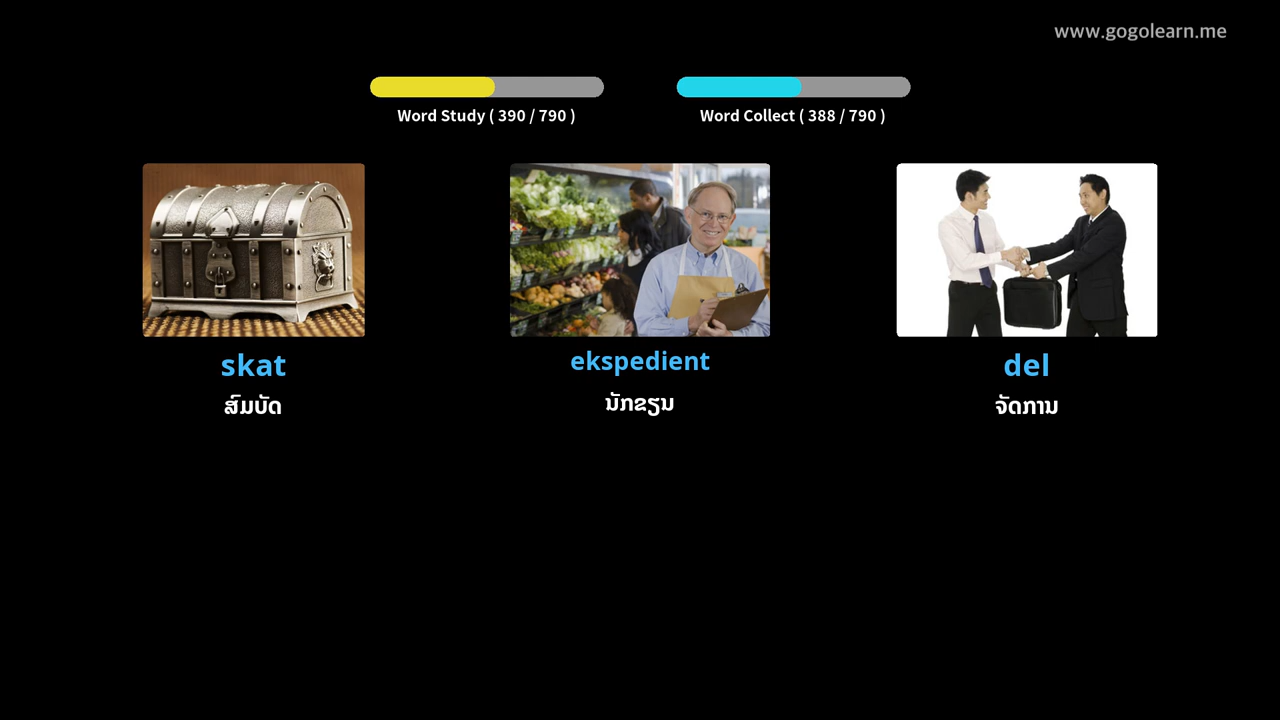 www.gogolearn.me
Word Study ( 390 / 790 )
Word Collect ( 388 / 790 )
skat
ekspedient
del
ສົມບັດ
ນັກຂຽນ
ຈັດການ